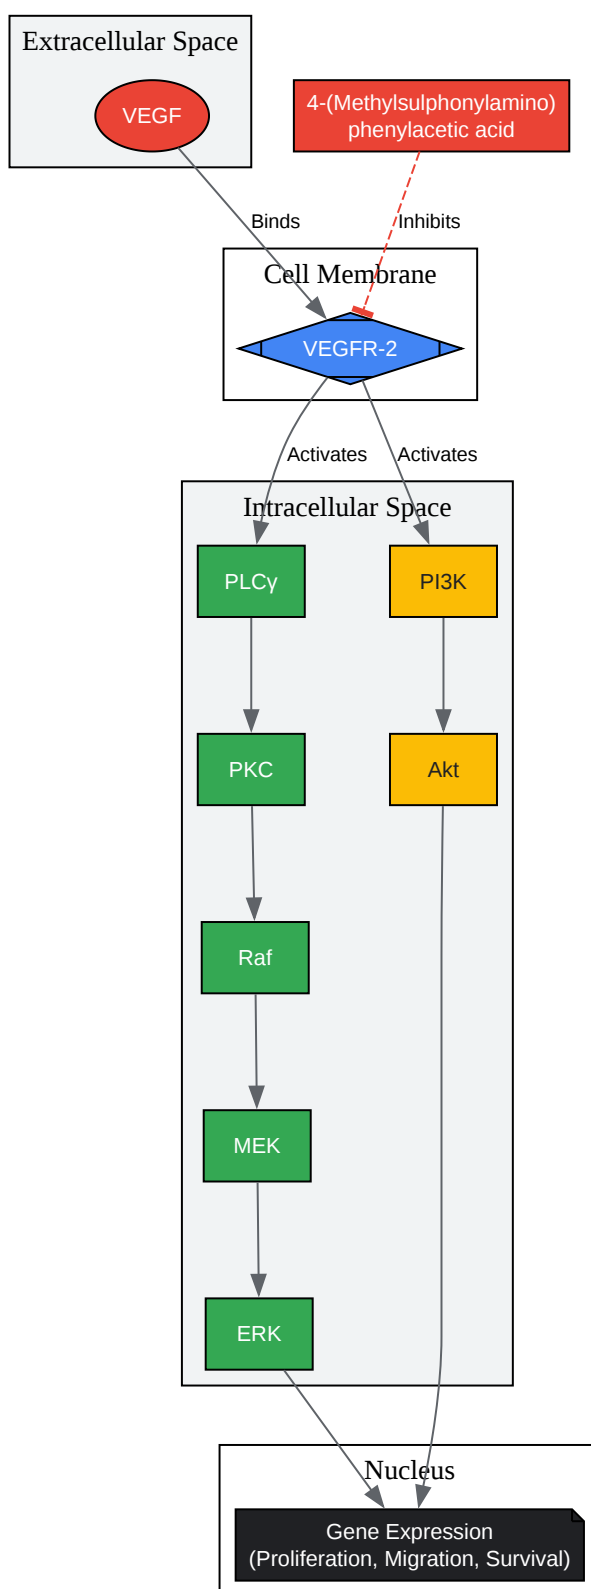 Extracellular Space
VEGF
4-(Methylsulphonylamino)
phenylacetic acid
Binds
Inhibits
Cell Membrane
VEGFR-2
Activates
Activates
Intracellular Space
PLCγ
PI3K
PKC
Akt
Raf
MEK
ERK
Nucleus
Gene Expression
(Proliferation, Migration, Survival)